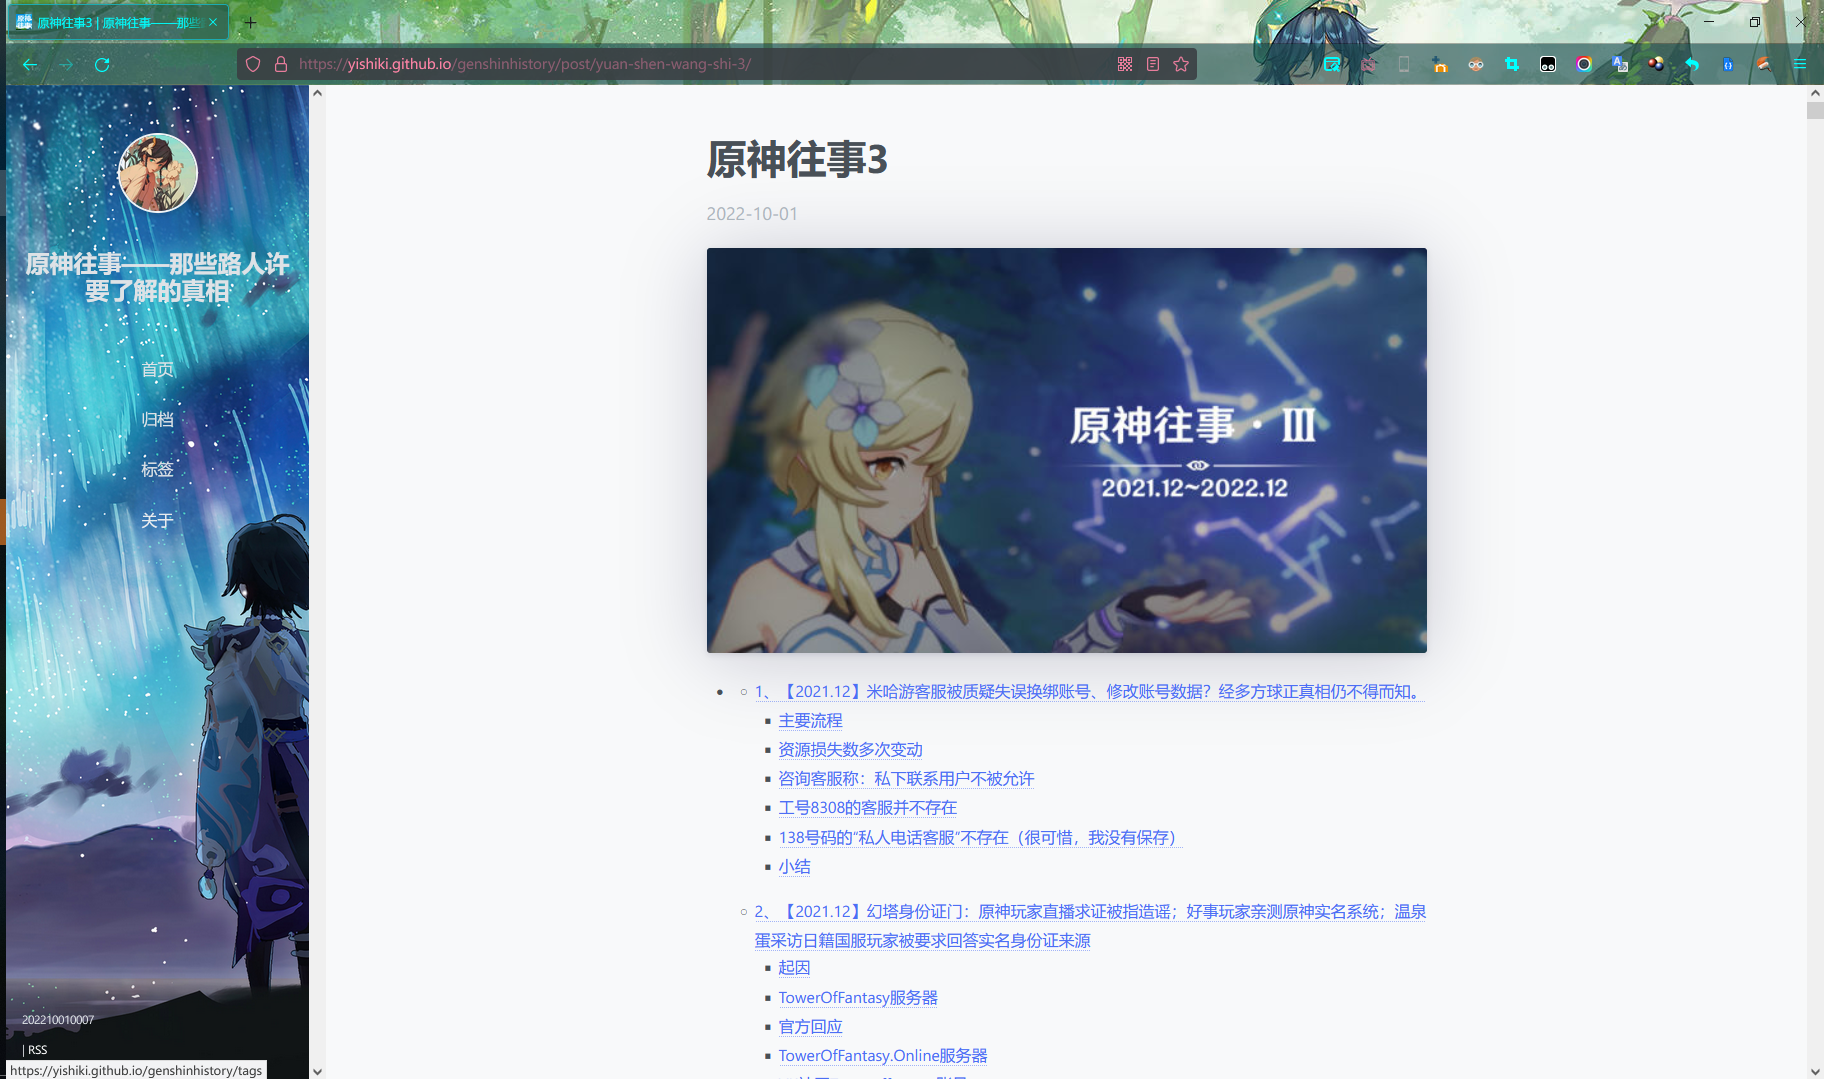 原神往事3 | 原神往事——那些
https://yishiki.github.io/genshinhistory/post/yuan-shen-wang-shi-3/
原神往事——那些路人许
要了解的真相
首页
归档
标签
关于
202210010007
| RSS
https://yishiki.github.io/genshinhistory/tags
原神往事3
2022-10-01
原神往事·Ⅲ
2021.12~2022.12
1、【2021.12】米哈游客服被质疑失误换绑账号、修改账号数据？经多方球正真相仍不得而知。
主要流程
资源损失数多次变动
咨询客服称：私下联系用户不被允许
工号8308的客服并不存在
138号码的“私人电话客服”不存在（很可惜，我没有保存）
小结
2、【2021.12】幻塔身份证门：原神玩家直播求证被指造谣；好事玩家亲测原神实名系统；温泉
蛋采访日籍国服玩家被要求回答实名身份证来源
起因
TowerOfFantasy服务器
官方回应
TowerOfFantasy.Online服务器